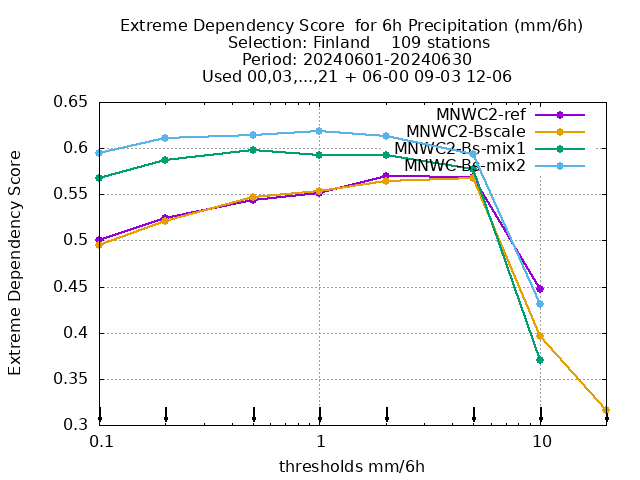 Extreme Dependency Score  for 6h Precipitation (mm/6h)
Selection: Finland    109 stations
Period: 20240601-20240630
Used 00,03,...,21 + 06-00 09-03 12-06
0.65
0.6
0.55
0.5
0.45
0.4
0.35
0.3
Extreme Dependency Score
MNWC2-ref
MNWC2-Bscale
MNWC2-Bs-mix1
MNWC-Bs-mix2
0.1
1
10
thresholds mm/6h